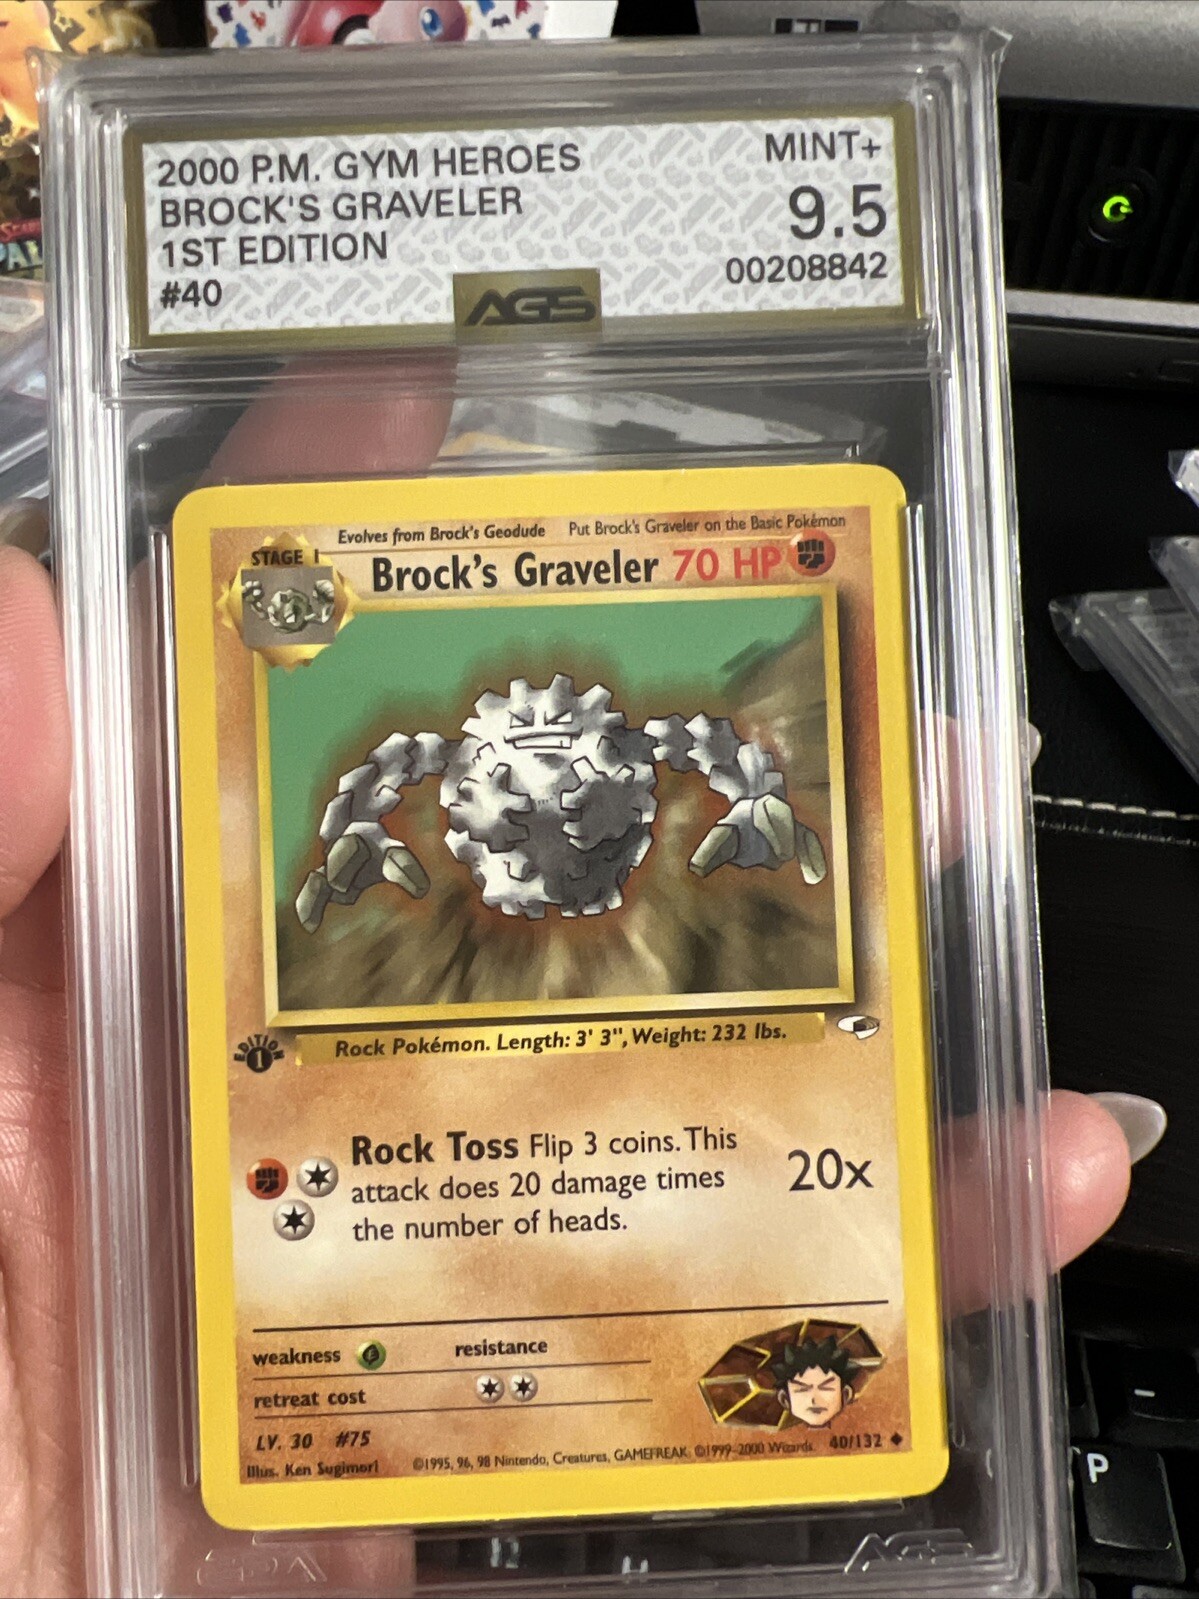 2000 P.M. GYM HEROES
BROCK'S GRAVELER
1ST EDITION
#40
MINT+
9.5
00208842
AGS
Evolves from Brock's Geodude Put Brock's Graveler on the Basic Pokémon
STAGE 1
Brock's Graveler 70 HP
EDITION
1
Rock Pokémon. Length: 3' 3", Weight: 232 lbs.
Rock Toss Flip 3 coins. This
attack does 20 damage times
the number of heads.
20x
weakness resistance
retreat cost
LV. 30 #75
Illus. Ken Sugimori
©1995, 96, 98 Nintendo, Creatures, GAMEFREAK. ©1999-2000 Wizards. 40/132
AGS
P